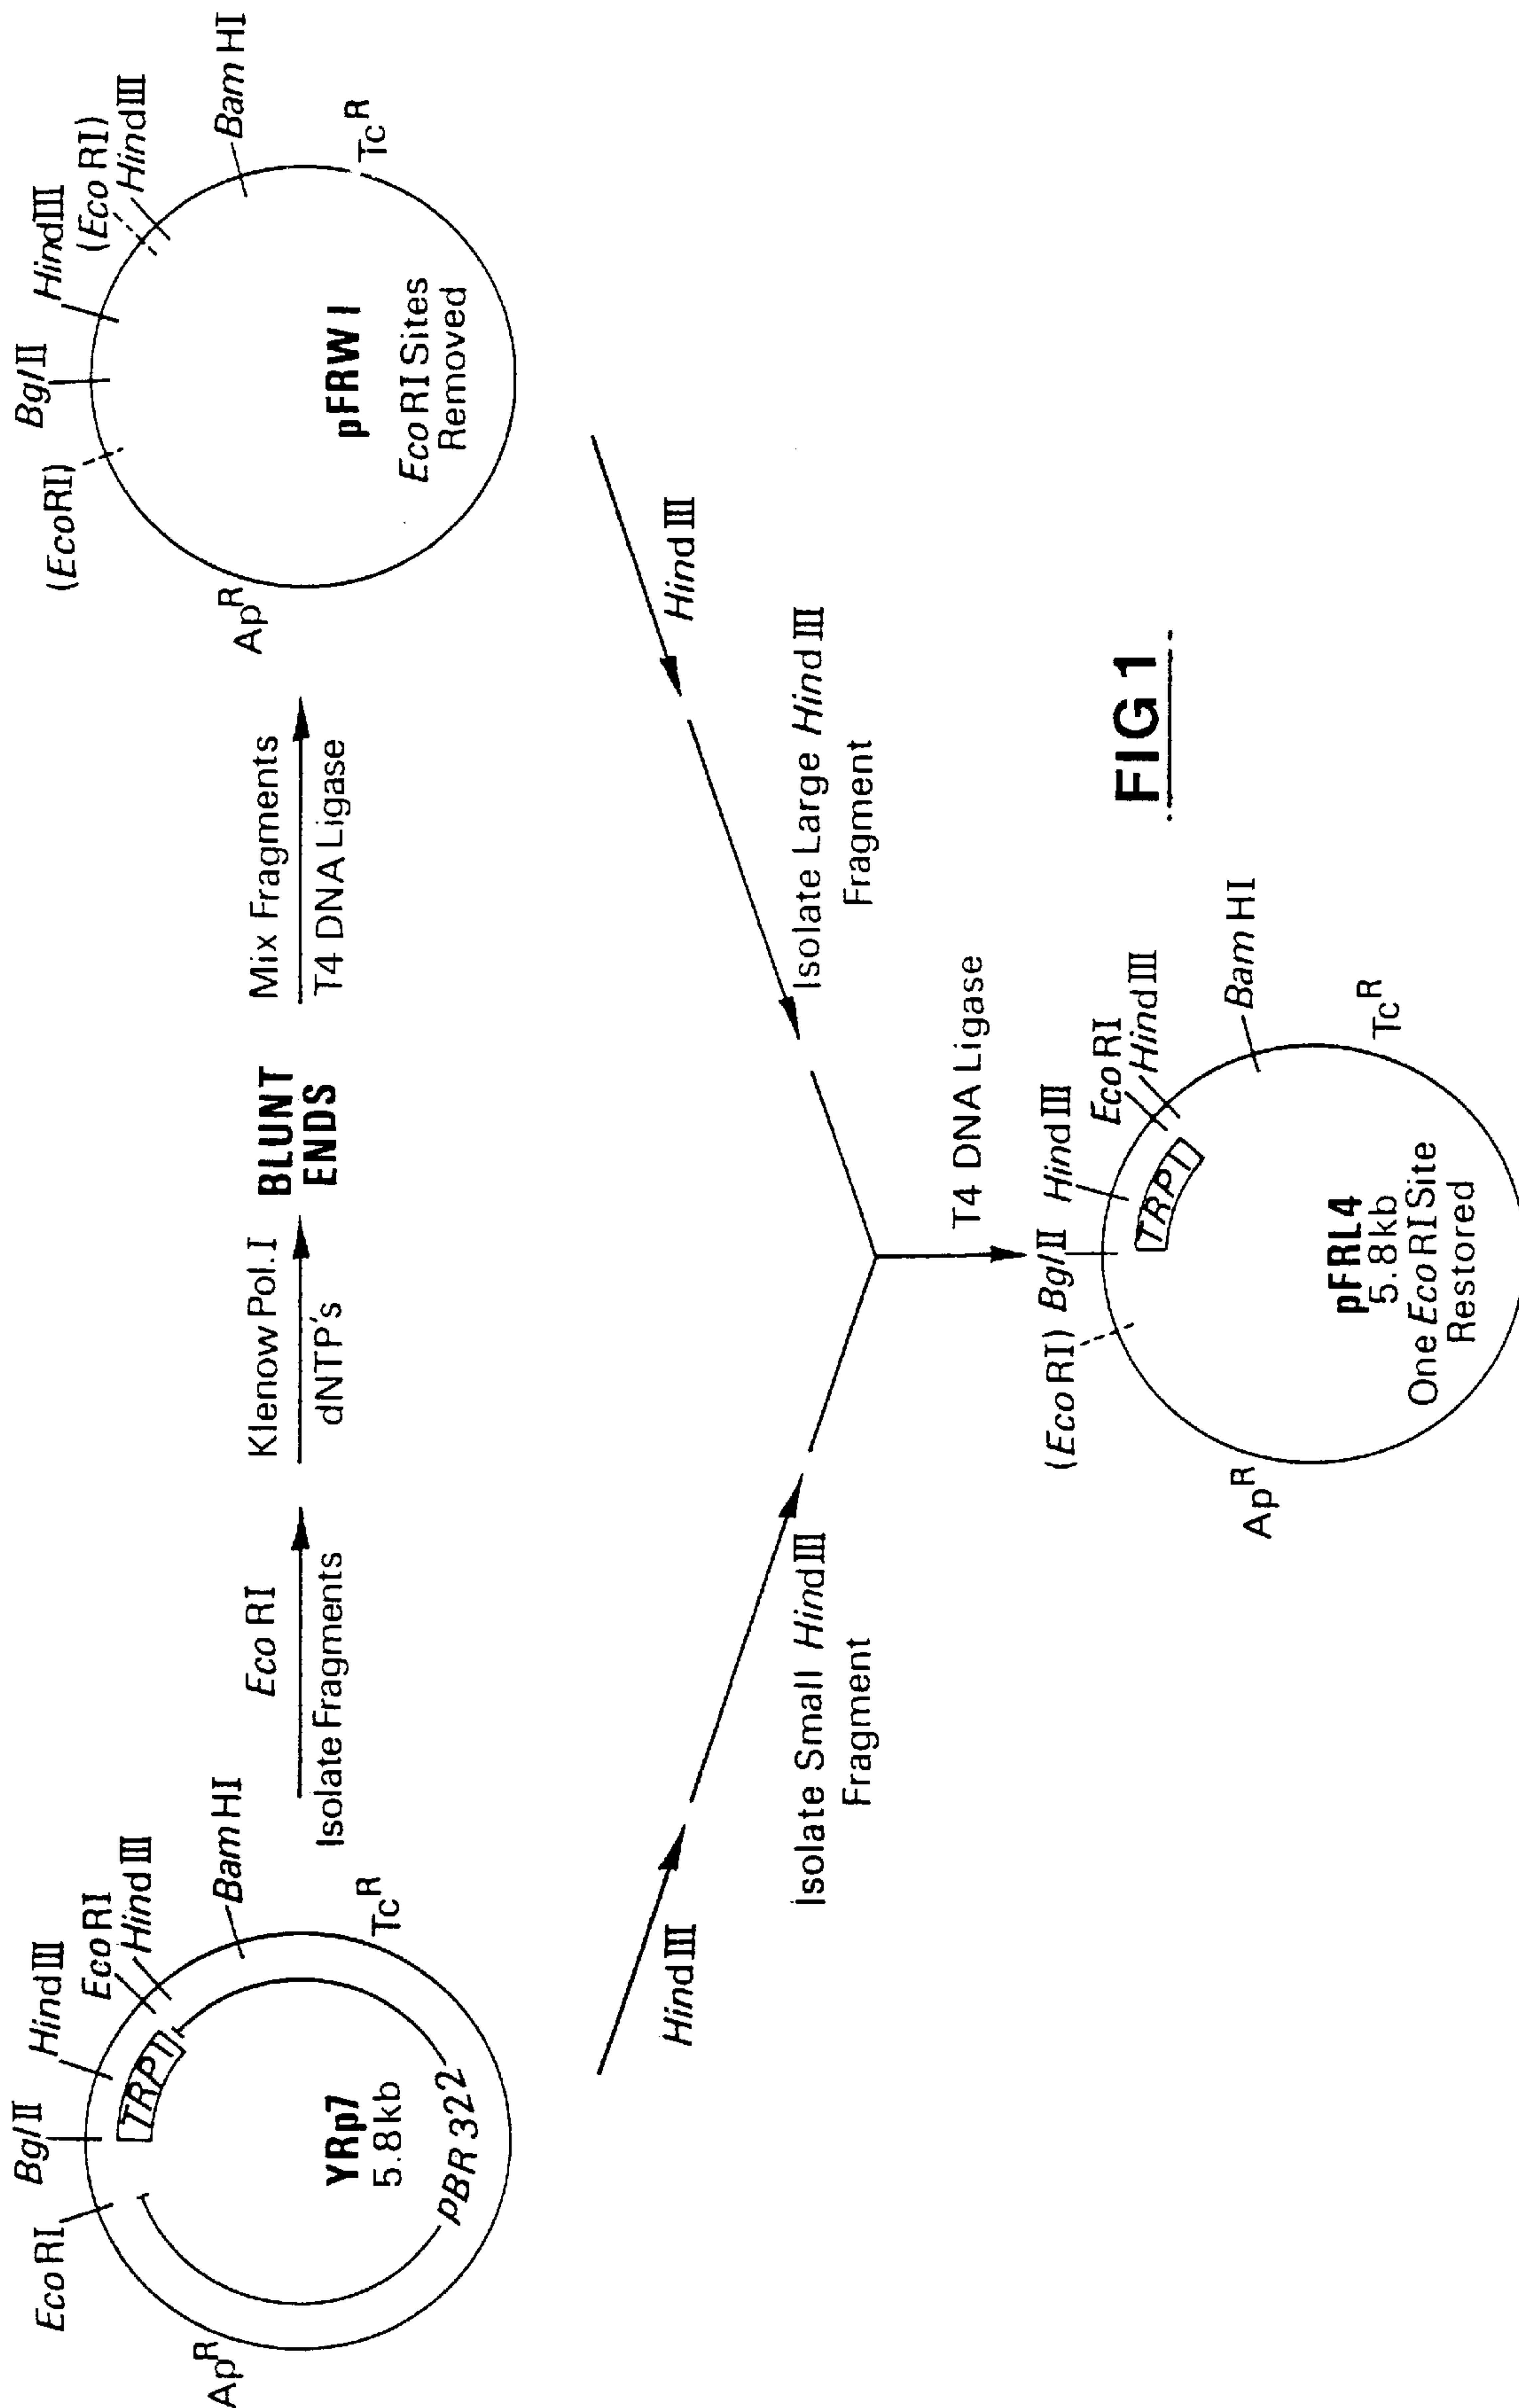 EcoRI
BglII
HindIII
EcoRI
HindIII
BamHI
TcR
ApR
TRP1
YRp7
5.8kb
pBR322
EcoRI
Isolate Fragments
Klenow Pol.I
dNTP's
BLUNT
ENDS
Mix Fragments
T4 DNA Ligase
(EcoRI)
BglII
HindIII
(EcoRI)
HindIII
BamHI
TcR
ApR
pFRW1
EcoRI Sites
Removed
HindIII
Isolate Small HindIII
Fragment
HindIII
Isolate Large HindIII
Fragment
T4 DNA Ligase
(EcoRI)
BglII
HindIII
EcoRI
HindIII
BamHI
TcR
ApR
TRP1
pFRL4
5.8kb
One EcoRI Site
Restored
FIG 1